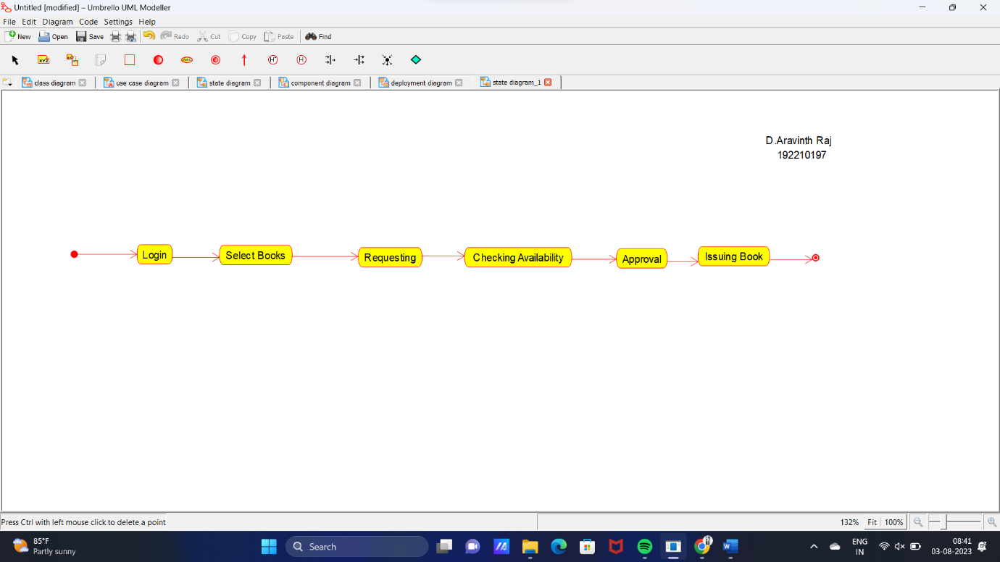 Untitled [modified] – Umbrello UML Modeller
File Edit Diagram Code Settings Help
New Open Save Redo Cut Copy Paste Find
XYZ ABC H* H
class diagram use case diagram state diagram component diagram deployment diagram state diagram_1
D.Aravinth Raj
192210197
Login Select Books Requesting Checking Availability Approval Issuing Book
Press Ctrl with left mouse click to delete a point 132% Fit 100%
85°F
Partly sunny
Search
ENG
IN
08:41
03-08-2023